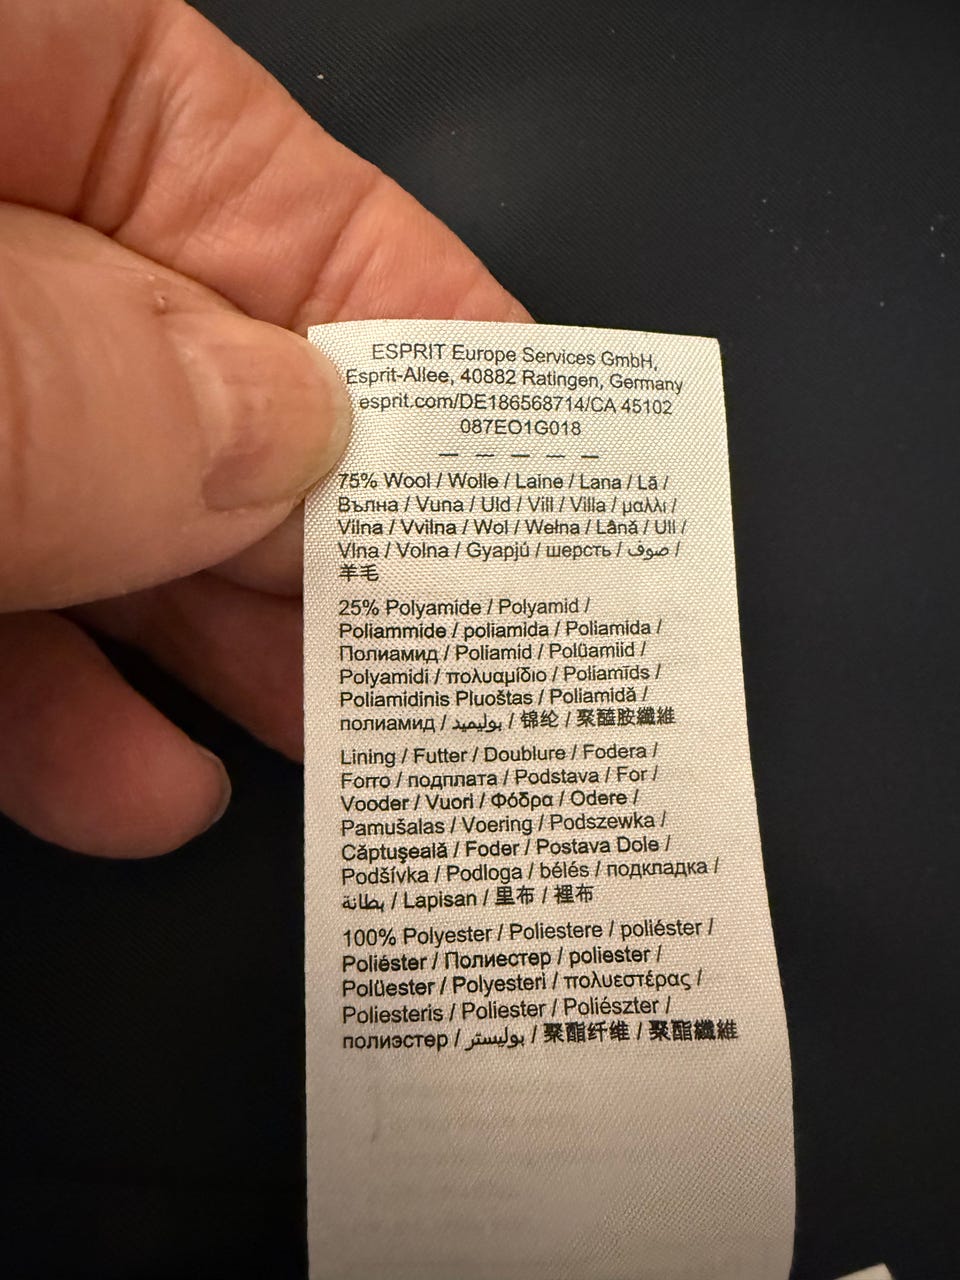 ESPRIT Europe Services GmbH,
Esprit-Allee, 40882 Ratingen, Germany
esprit.com/DE186568714/CA 45102
087EO1G018
— — — — —
75% Wool / Wolle / Laine / Lana / Lã /
Вълна / Vuna / Uld / Vill / Villa / μαλλι /
Vilna / Vvilna / Wol / Wełna / Lână / Ull /
Vlna / Volna / Gyapjú / шерсть / صوف /
羊毛
25% Polyamide / Polyamid /
Poliammide / poliamida / Poliamida /
Полиамид / Poliamid / Polüamiid /
Polyamidi / πολυαμίδιο / Poliamīds /
Poliamidinis Pluoštas / Poliamidă /
полиамид / بوليميد / 锦纶 / 聚醯胺纖維
Lining / Futter / Doublure / Fodera /
Forro / подплата / Podstava / For /
Vooder / Vuori / Φόδρα / Odere /
Pamušalas / Voering / Podszewka /
Căptuşeală / Foder / Postava Dole /
Podšívka / Podloga / bélés / подкладка /
بطانة / Lapisan / 里布 / 裡布
100% Polyester / Poliestere / poliéster /
Poliéster / Полиестер / poliester /
Polüester / Polyesteri / πολυεστέρας /
Poliesteris / Poliester / Poliészter /
полиэстер / بوليستر / 聚酯纤维 / 聚酯纖維